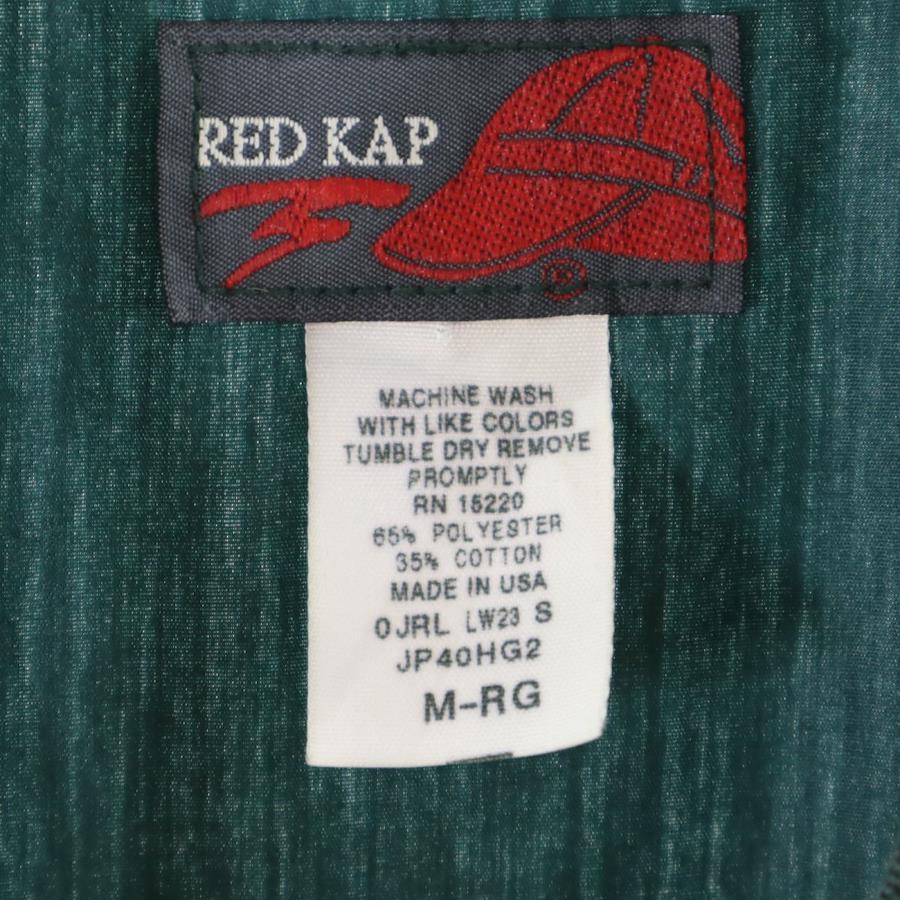 RED KAP
®
MACHINE WASH
WITH LIKE COLORS
TUMBLE DRY REMOVE
PROMPTLY
RN 15220
65% POLYESTER
35% COTTON
MADE IN USA
0JRL LW23 S
JP40HG2
M-RG